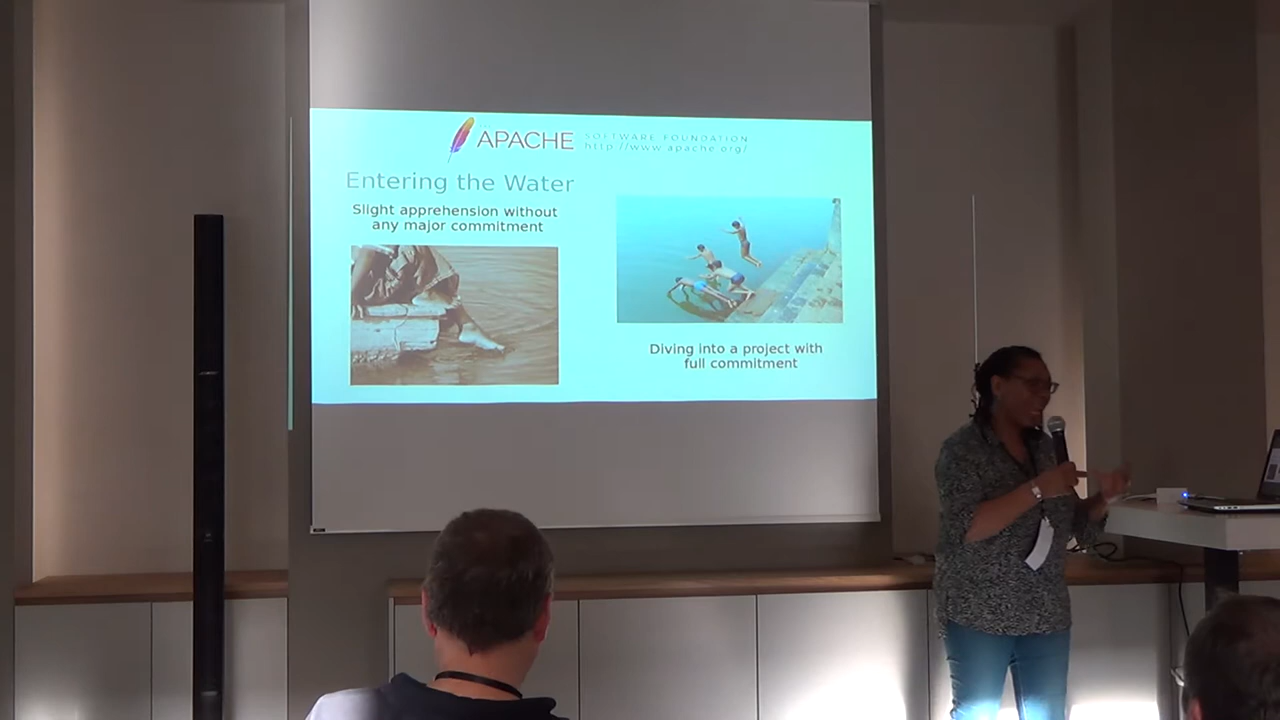 APACHE
SOFTWARE FOUNDATION
http://www.apache.org/
Entering the Water
Slight apprehension without
any major commitment
Diving into a project with
full commitment